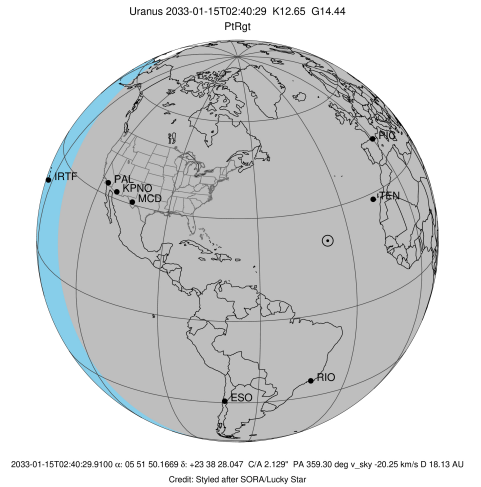 Uranus 2033-01-15T02:40:29 K12.65 G14.44
PtRgt
PIC
IRTF
PAL
KPNO
MCD
TEN
RIO
ESO
2033-01-15T02:40:29.9100 α: 05 51 50.1669 δ: +23 38 28.047 C/A 2.129" PA 359.30 deg v_sky -20.25 km/s D 18.13 AU
Credit: Styled after SORA/Lucky Star